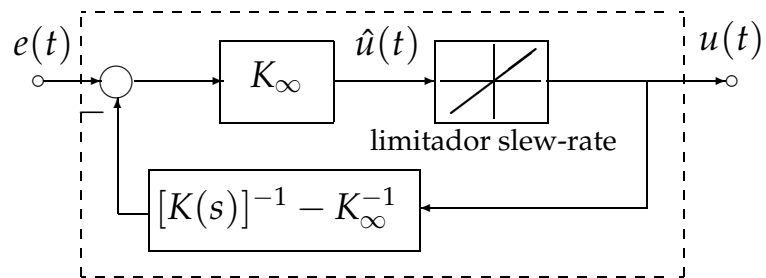 e(t)
K∞
û(t)
u(t)
−
limitador slew-rate
[K(s)]⁻¹ − K∞⁻¹